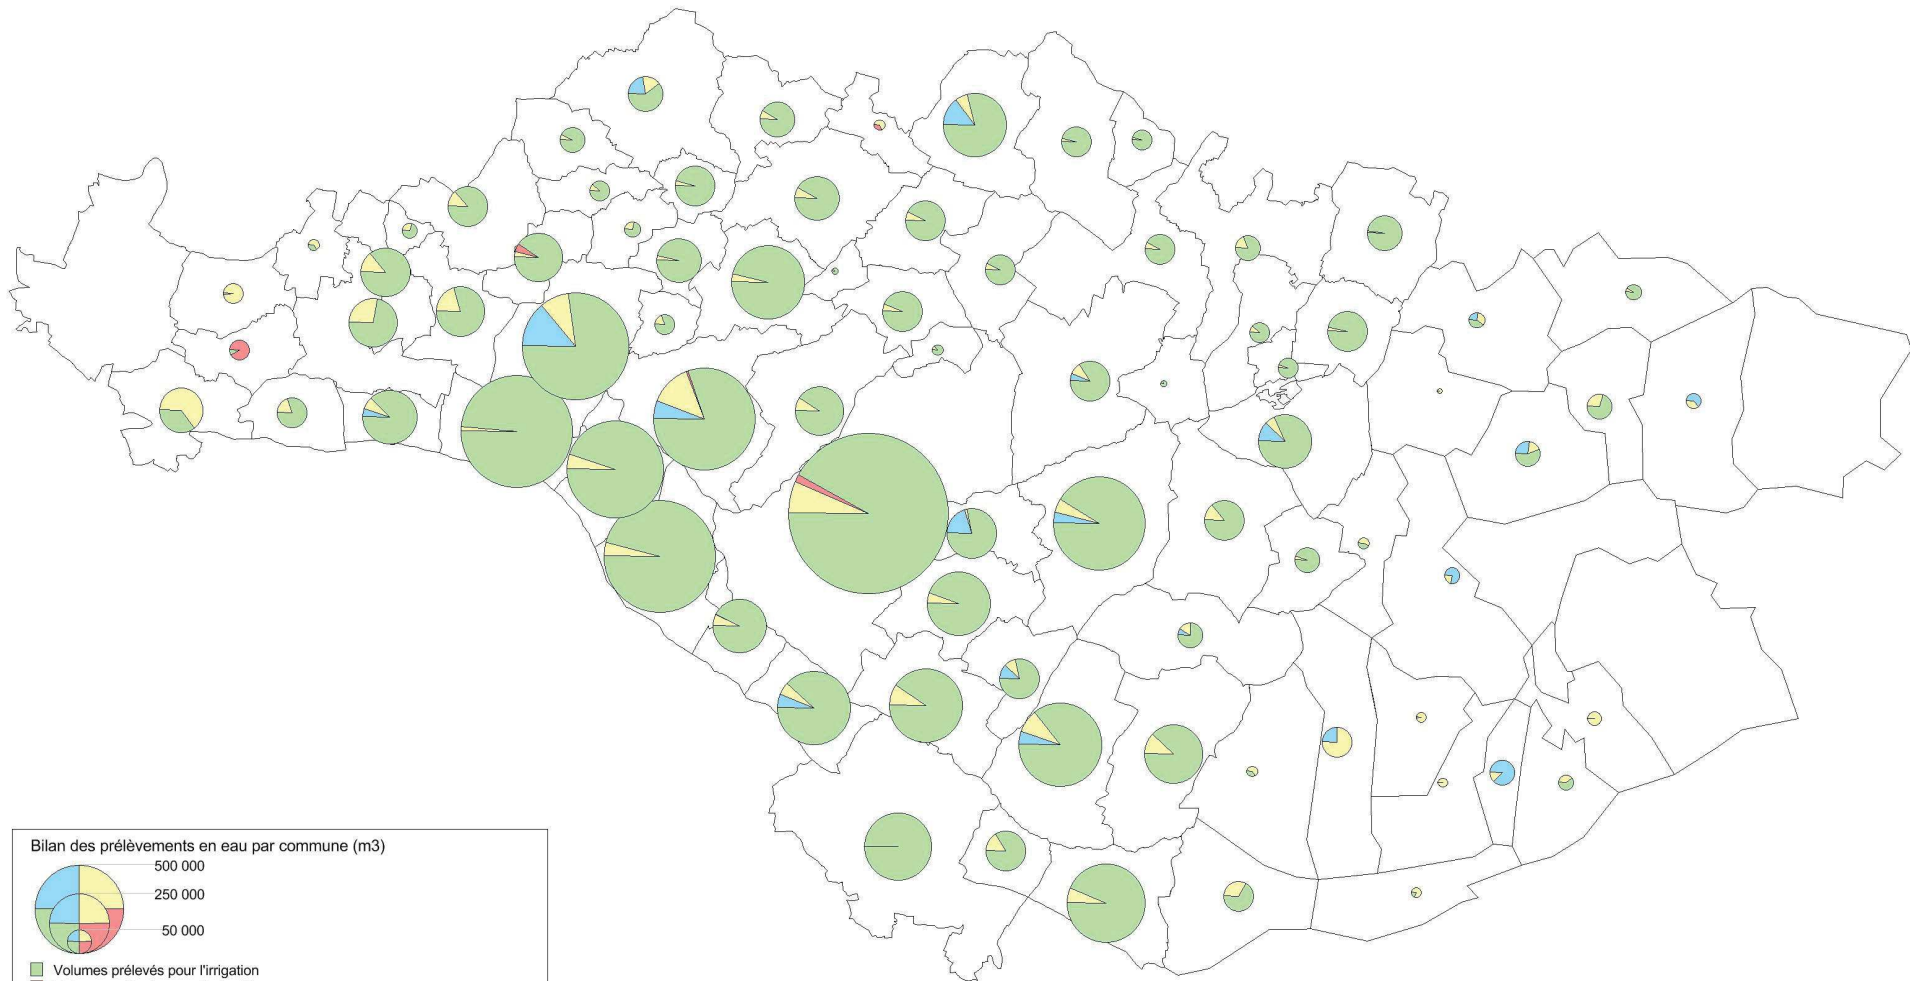 Bilan des prélèvements en eau par commune (m3)
500 000
250 000
50 000
Volumes prélevés pour l'irrigation